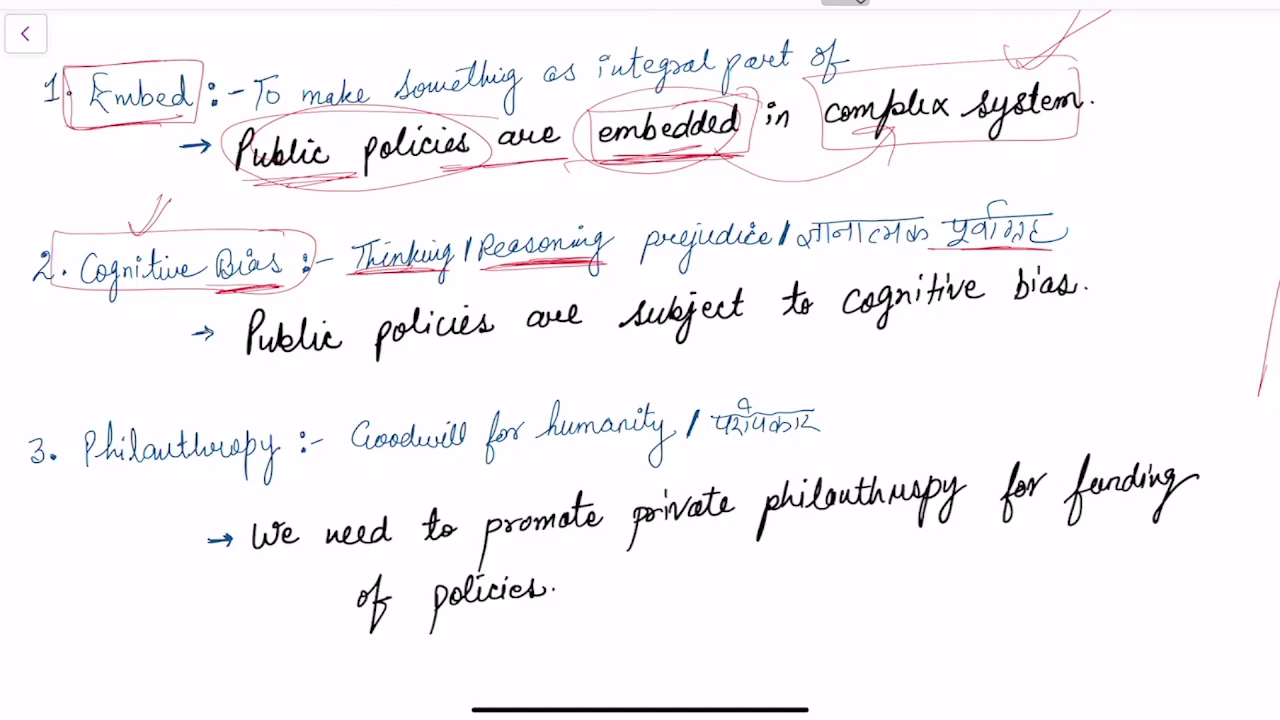 1. Embed :- To make something as integral part of
→ Public policies are embedded in complex system.
2. Cognitive Bias :- Thinking / Reasoning prejudice / ज्ञानात्मक पूर्वाग्रह
→ Public policies are subject to cognitive bias.
3. Philanthropy :- Goodwill for humanity / परोपकार
→ We need to promote private philanthropy for funding
of policies.